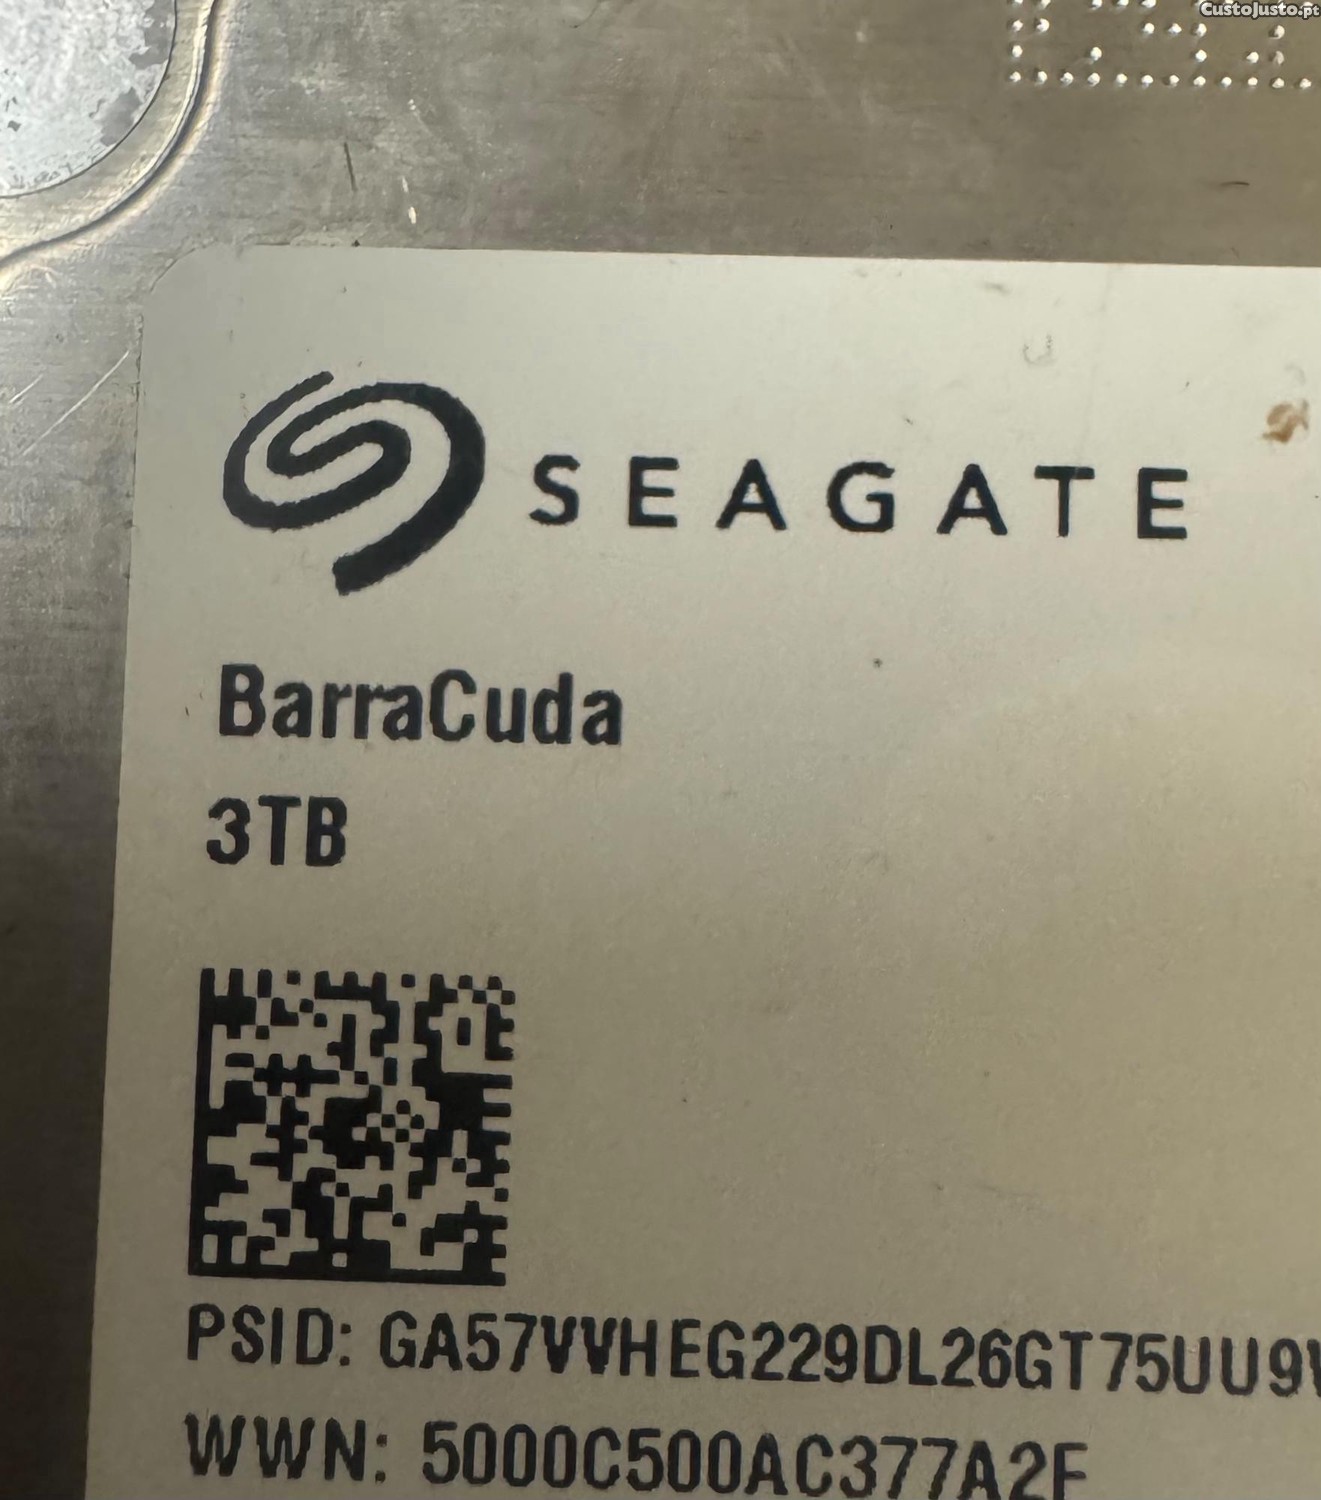 CustoJusto.pt
SEAGATE
BarraCuda
3TB
PSID: GA57VVHEG229DL26GT75UU9
WWN: 5000C500AC377A2F